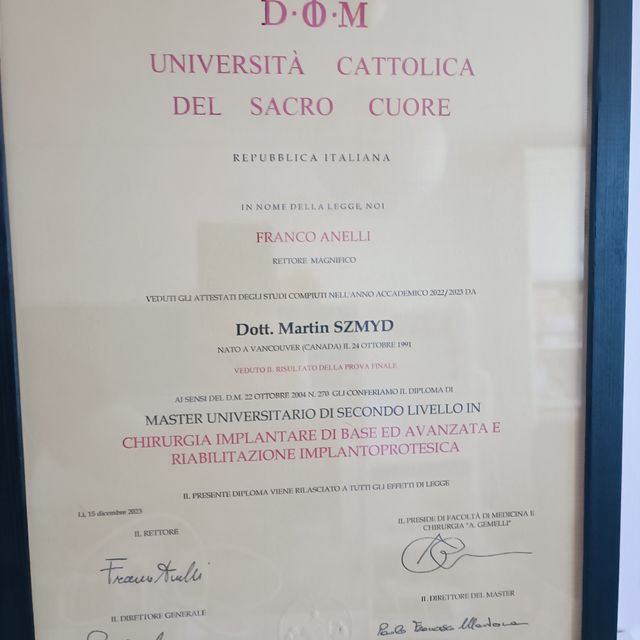 D·O·M
UNIVERSITÀ CATTOLICA
DEL SACRO CUORE
REPUBBLICA ITALIANA
IN NOME DELLA LEGGE, NOI
FRANCO ANELLI
RETTORE MAGNIFICO
VEDUTI GLI ATTESTATI DEGLI STUDI COMPIUTI NELL'ANNO ACCADEMICO 2022/2023 DA
Dott. Martin SZMYD
NATO A VANCOUVER (CANADA) IL 24 OTTOBRE 1991
VEDUTO IL RISULTATO DELLA PROVA FINALE
AI SENSI DEL D.M. 22 OTTOBRE 2004 N. 270 GLI CONFERIAMO IL DIPLOMA DI
MASTER UNIVERSITARIO DI SECONDO LIVELLO IN
CHIRURGIA IMPLANTARE DI BASE ED AVANZATA E
RIABILITAZIONE IMPLANTOPROTESICA
IL PRESENTE DIPLOMA VIENE RILASCIATO A TUTTI GLI EFFETTI DI LEGGE
Lì, 15 dicembre 2023
IL RETTORE
Franco Anelli
IL DIRETTORE GENERALE
IL PRESIDE DI FACOLTÀ DI MEDICINA E
CHIRURGIA "A. GEMELLI"
IL DIRETTORE DEL MASTER